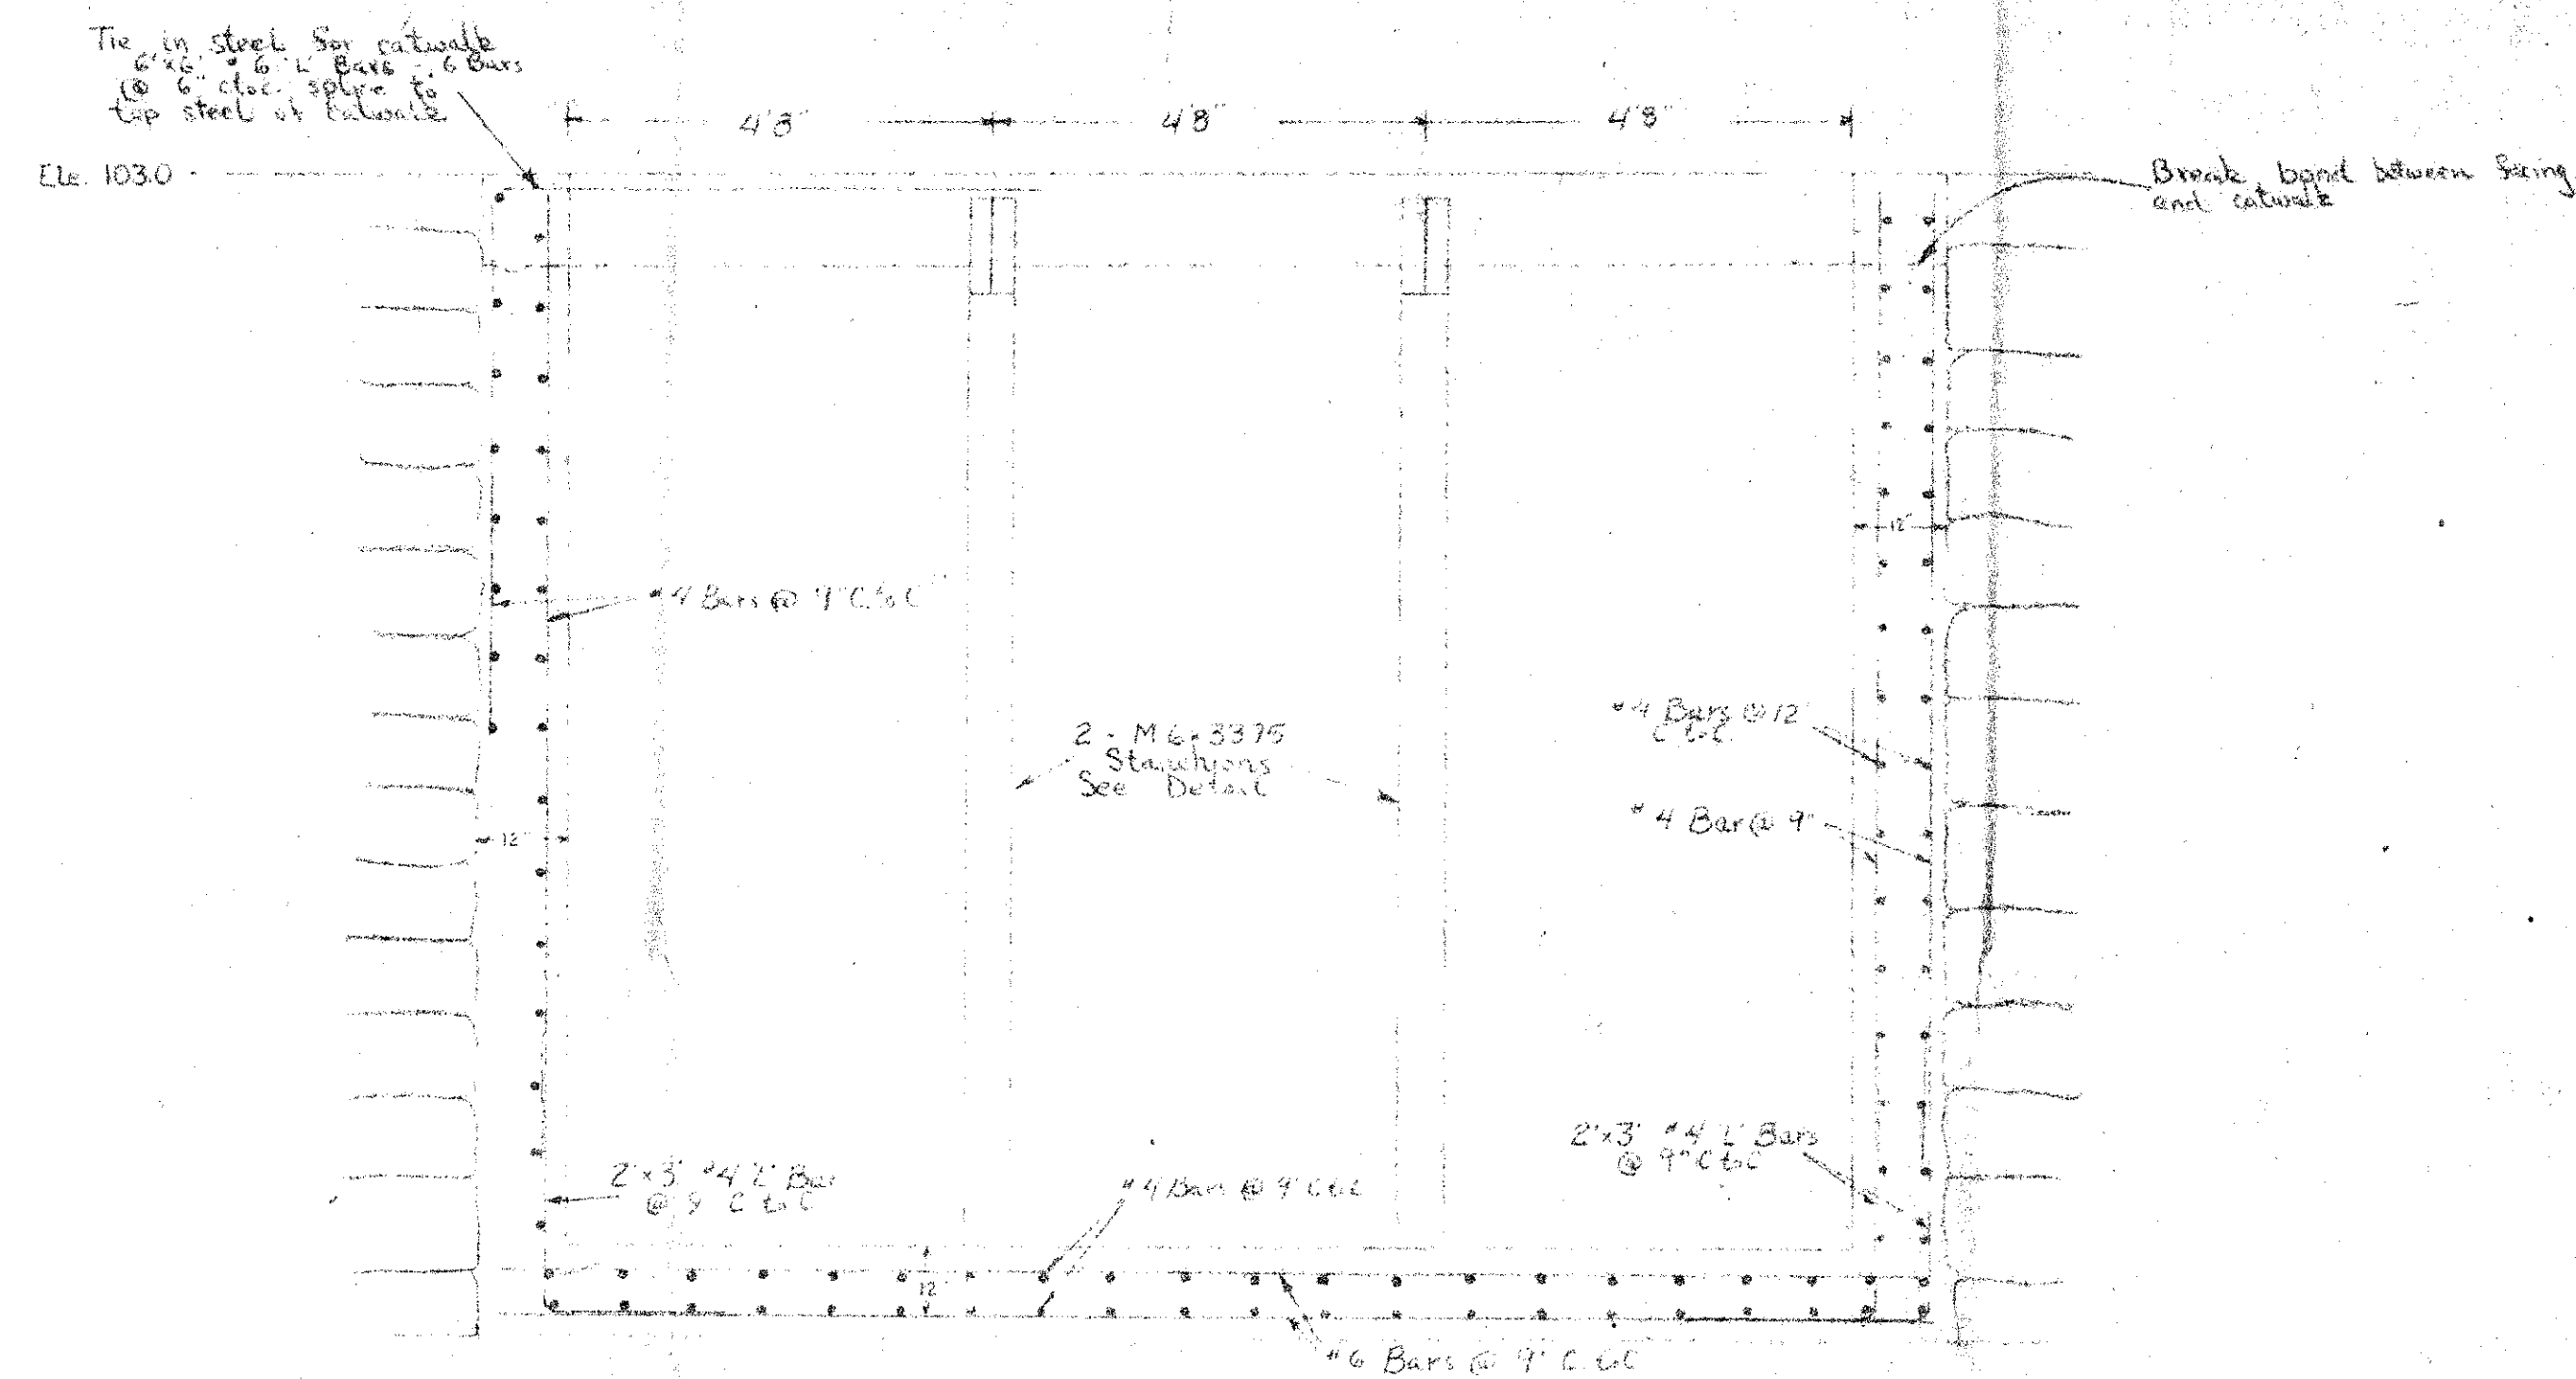 Tie in steel for catwalk
6'x6' #6 'L' Bars - 6 Bars
@ 6" ctoc. splice to
top steel of catwalk
4'8" 4'8" 4'8"
Ele. 103.0
Break bond between facing
and catwalk
12"
#4 Bars @ 9" C to C
#4 Bars @ 12"
C to C
2 - M 6 x 33.75
Stanchions
See Detail
#4 Bar @ 9"
12"
2'x3' #4 'L' Bars
@ 9" C to C
2'x3' #4 'L' Bar
@ 9" C to C
#4 Bars @ 9" C to C
12"
#6 Bars @ 9" C to C